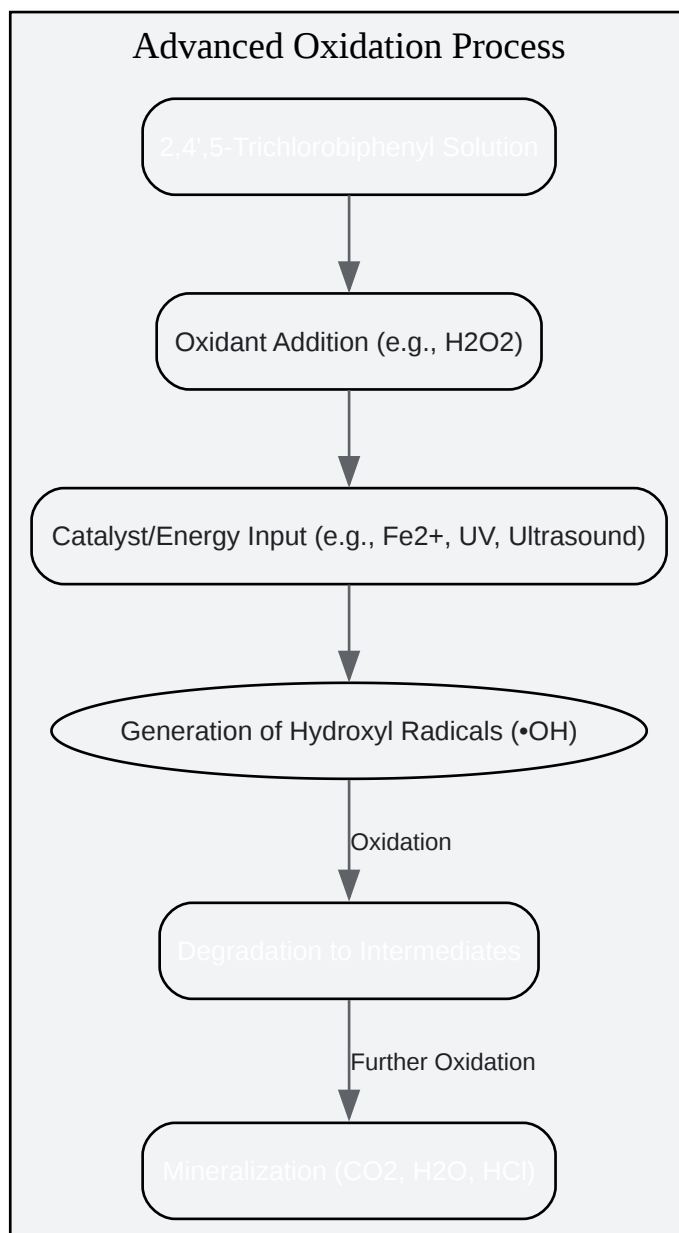 Advanced Oxidation Process
2,4',5-Trichlorobiphenyl Solution
Oxidant Addition (e.g., H2O2)
Catalyst/Energy Input (e.g., Fe2+, UV, Ultrasound)
Generation of Hydroxyl Radicals (•OH)
Oxidation
Degradation to Intermediates
Further Oxidation
Mineralization (CO2, H2O, HCl)